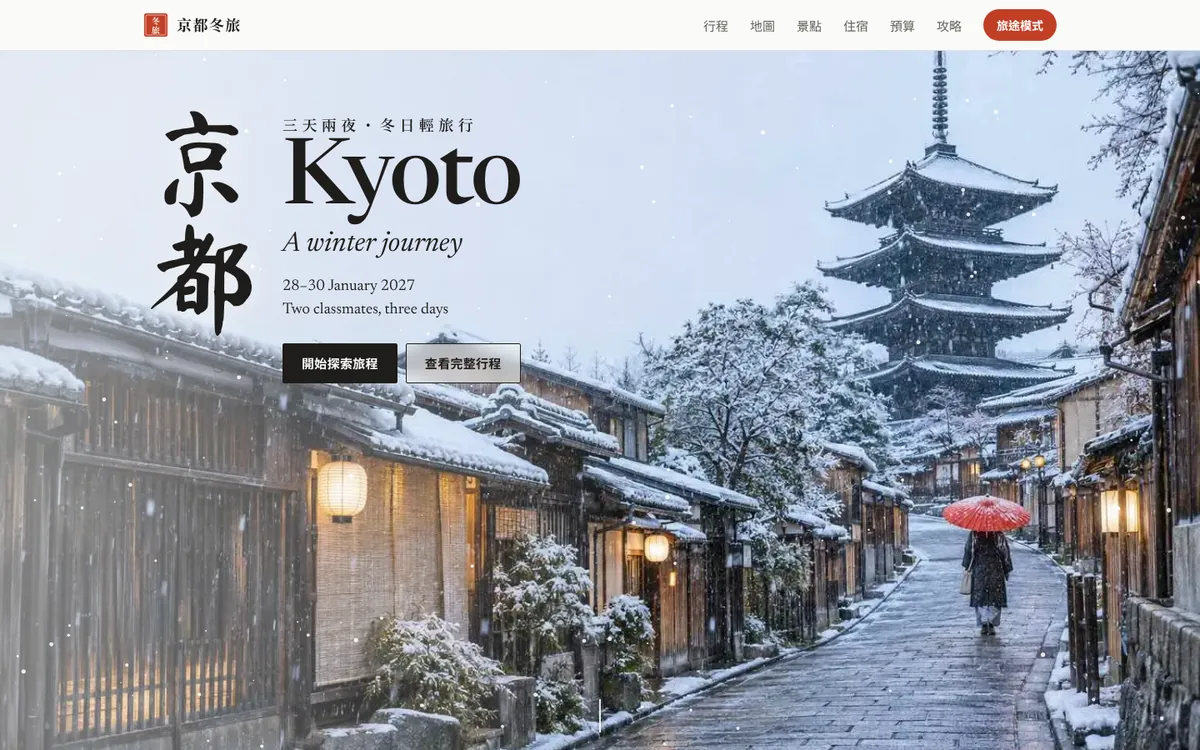 冬旅
京都冬旅
行程
地圖
景點
住宿
預算
攻略
旅途模式
京都
三天兩夜・冬日輕旅行
Kyoto
A winter journey
28–30 January 2027
Two classmates, three days
開始探索旅程
查看完整行程